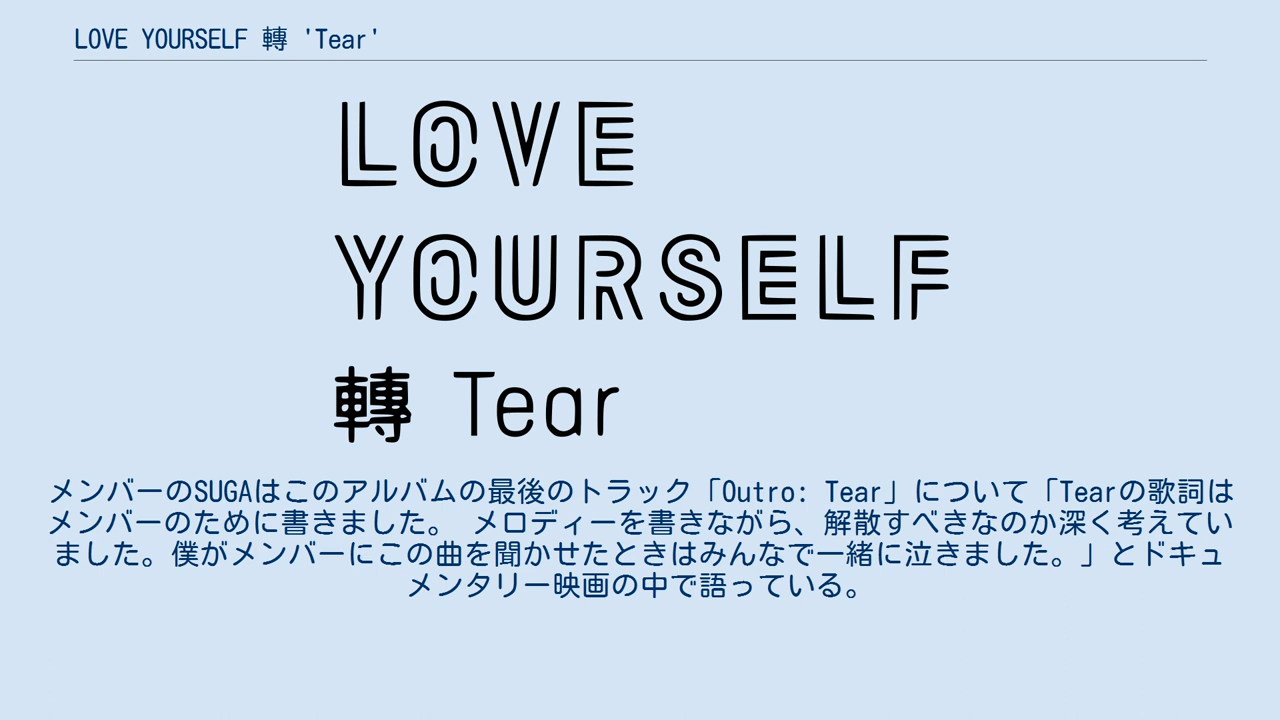 LOVE YOURSELF 轉 'Tear'
LOVE
YOURSELF
轉 Tear
メンバーのSUGAはこのアルバムの最後のトラック「Outro: Tear」について「Tearの歌詞は
メンバーのために書きました。 メロディーを書きながら、解散すべきなのか深く考えてい
ました。僕がメンバーにこの曲を聞かせたときはみんなで一緒に泣きました。」とドキュ
メンタリー映画の中で語っている。